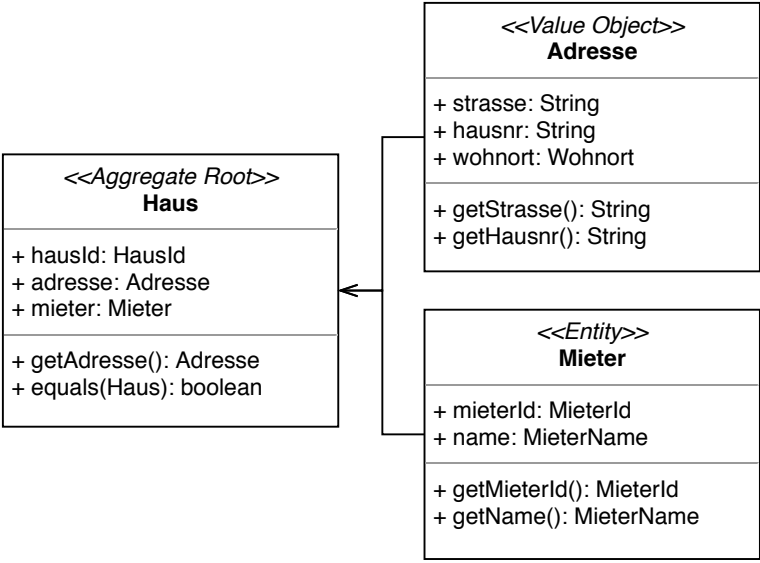 <<Aggregate Root>>
Haus
+ hausId: HausId
+ adresse: Adresse
+ mieter: Mieter
+ getAdresse(): Adresse
+ equals(Haus): boolean
<<Value Object>>
Adresse
+ strasse: String
+ hausnr: String
+ wohnort: Wohnort
+ getStrasse(): String
+ getHausnr(): String
<<Entity>>
Mieter
+ mieterId: MieterId
+ name: MieterName
+ getMieterId(): MieterId
+ getName(): MieterName